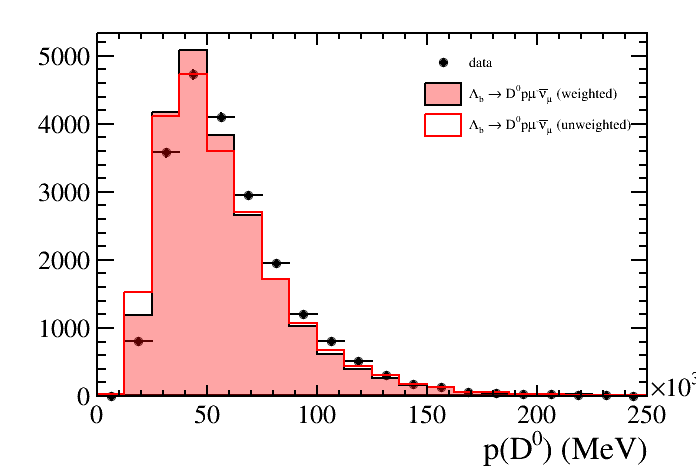 5000
4000
3000
2000
1000
0
data
Λb → D⁰pμ⁻ν̅μ (weighted)
Λb → D⁰pμ⁻ν̅μ (unweighted)
0 50 100 150 200 250
×10³
p(D⁰) (MeV)